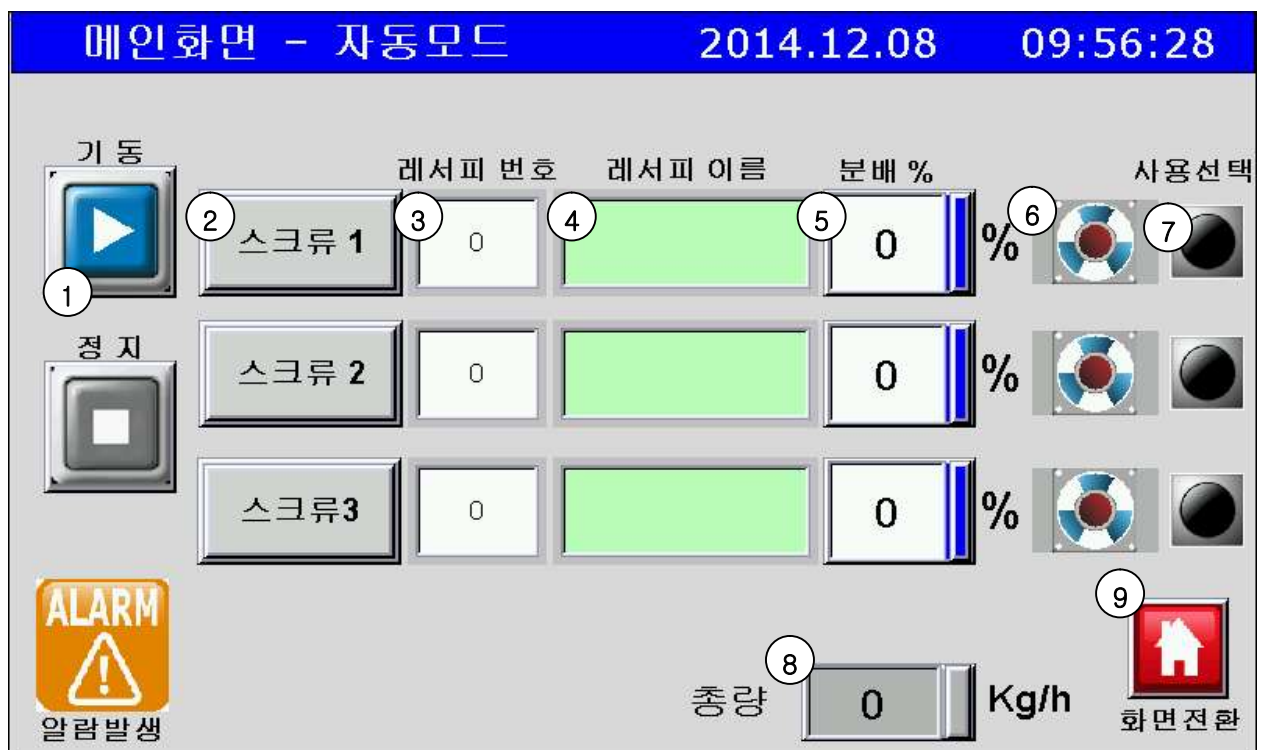 메인화면 - 자동모드 2014.12.08 09:56:28
기 동
레서피 번호 레서피 이름 분배 % 사용선택
1
2 스크류 1 3 0 4 5 0 % 6 7
정 지
스크류 2 0 0 %
스크류3 0 0 %
ALARM
알람발생
총량 8 0 Kg/h
9
화면전환